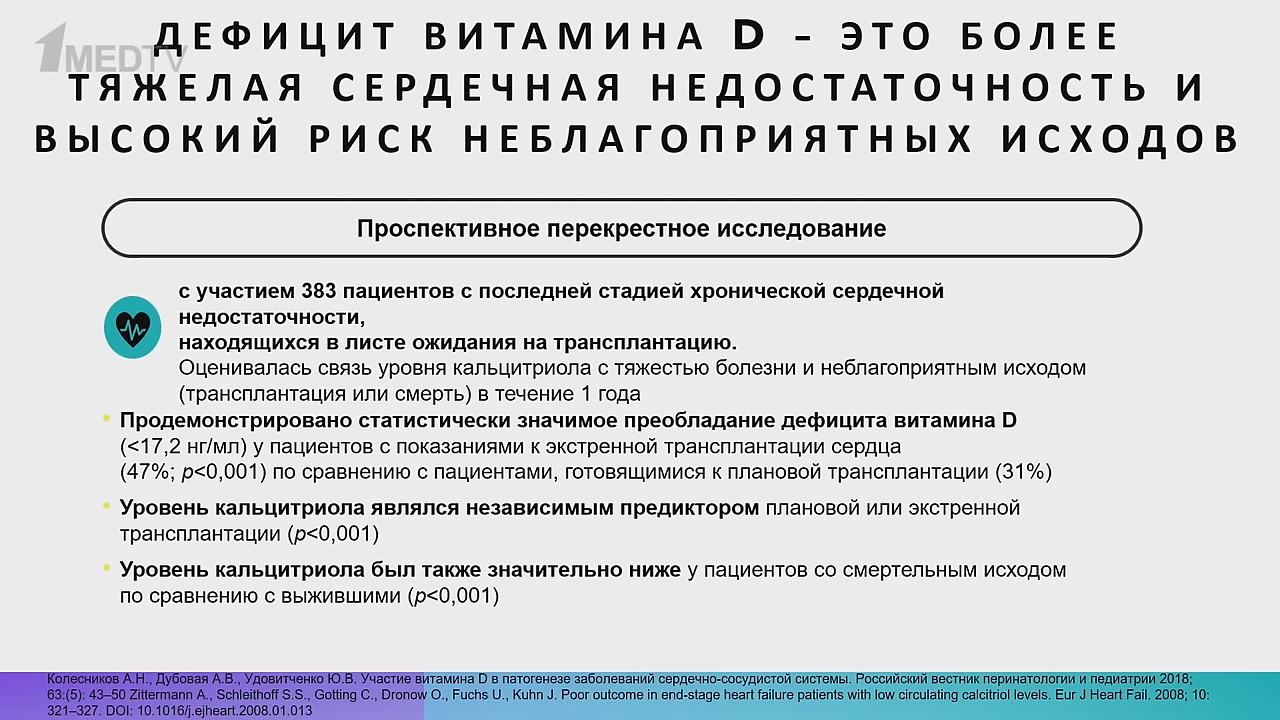 1MEDTV
ДЕФИЦИТ ВИТАМИНА D – ЭТО БОЛЕЕ
ТЯЖЕЛАЯ СЕРДЕЧНАЯ НЕДОСТАТОЧНОСТЬ И
ВЫСОКИЙ РИСК НЕБЛАГОПРИЯТНЫХ ИСХОДОВ
Проспективное перекрестное исследование
с участием 383 пациентов с последней стадией хронической сердечной
недостаточности,
находящихся в листе ожидания на трансплантацию.
Оценивалась связь уровня кальцитриола с тяжестью болезни и неблагоприятным исходом
(трансплантация или смерть) в течение 1 года
• Продемонстрировано статистически значимое преобладание дефицита витамина D
(<17,2 нг/мл) у пациентов с показаниями к экстренной трансплантации сердца
(47%; p<0,001) по сравнению с пациентами, готовящимися к плановой трансплантации (31%)
• Уровень кальцитриола являлся независимым предиктором плановой или экстренной
трансплантации (p<0,001)
• Уровень кальцитриола был также значительно ниже у пациентов со смертельным исходом
по сравнению с выжившими (p<0,001)
Колесников А.Н., Дубовая А.В., Удовитченко Ю.В. Участие витамина D в патогенезе заболеваний сердечно-сосудистой системы. Российский вестник перинатологии и педиатрии 2018;
63:(5): 43–50 Zittermann A., Schleithoff S.S., Gotting C., Dronow O., Fuchs U., Kuhn J. Poor outcome in end-stage heart failure patients with low circulating calcitriol levels. Eur J Heart Fail. 2008; 10:
321–327. DOI: 10.1016/j.ejheart.2008.01.013